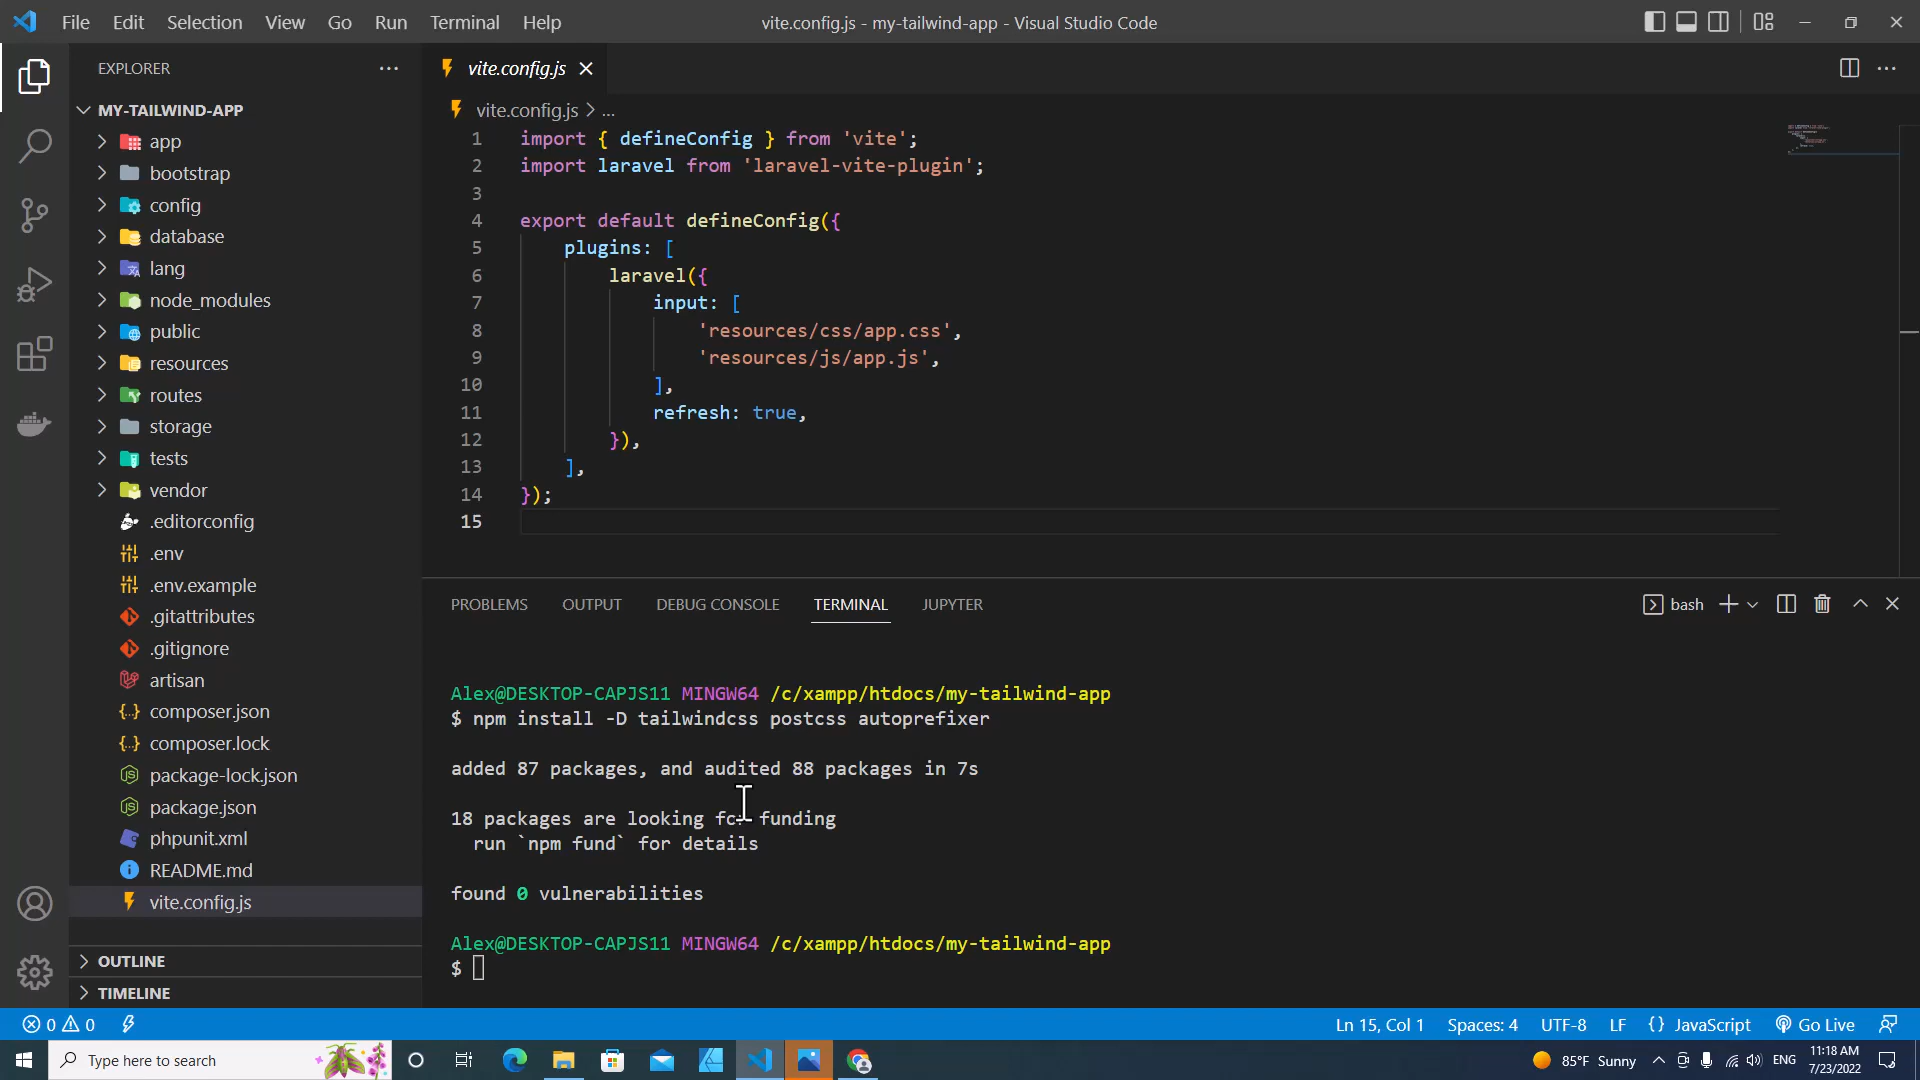 File Edit Selection View Go Run Terminal Help
vite.config.js - my-tailwind-app - Visual Studio Code
EXPLORER
MY-TAILWIND-APP
app
bootstrap
config
database
lang
node_modules
public
resources
routes
storage
tests
vendor
.editorconfig
.env
.env.example
.gitattributes
.gitignore
artisan
composer.json
composer.lock
package-lock.json
package.json
phpunit.xml
README.md
vite.config.js
OUTLINE
TIMELINE
vite.config.js
vite.config.js > ...
1 import { defineConfig } from 'vite';
2 import laravel from 'laravel-vite-plugin';
3
4 export default defineConfig({
5 plugins: [
6 laravel({
7 input: [
8 'resources/css/app.css',
9 'resources/js/app.js',
10 ],
11 refresh: true,
12 }),
13 ],
14 });
15
PROBLEMS OUTPUT DEBUG CONSOLE TERMINAL JUPYTER
bash
Alex@DESKTOP-CAPJS11 MINGW64 /c/xampp/htdocs/my-tailwind-app
$ npm install -D tailwindcss postcss autoprefixer
added 87 packages, and audited 88 packages in 7s
18 packages are looking for funding
run `npm fund` for details
found 0 vulnerabilities
Alex@DESKTOP-CAPJS11 MINGW64 /c/xampp/htdocs/my-tailwind-app
$
0 0
Ln 15, Col 1 Spaces: 4 UTF-8 LF {} JavaScript Go Live
Type here to search
85°F Sunny ENG
11:18 AM
7/23/2022